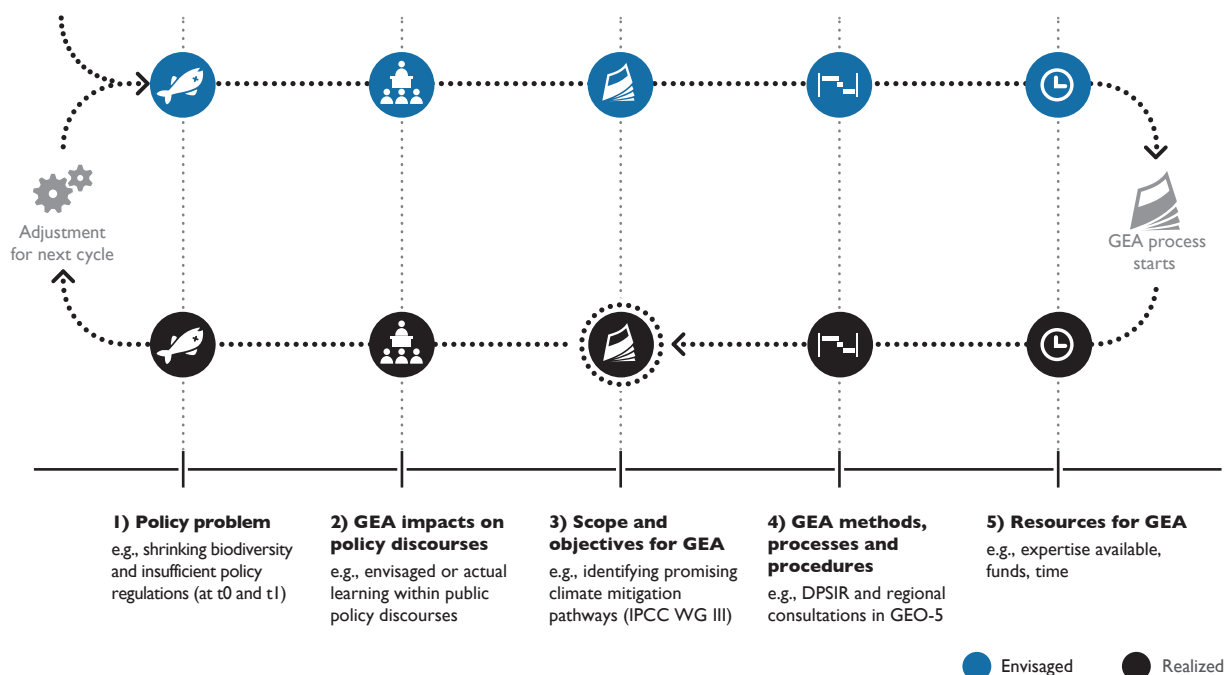 Adjustment
for next cycle
GEA process
starts
1) Policy problem
e.g., shrinking biodiversity
and insufficient policy
regulations (at t0 and t1)
2) GEA impacts on
policy discourses
e.g., envisaged or actual
learning within public
policy discourses
3) Scope and
objectives for GEA
e.g., identifying promising
climate mitigation
pathways (IPCC WG III)
4) GEA methods,
processes and
procedures
e.g., DPSIR and regional
consultations in GEO-5
5) Resources for GEA
e.g., expertise available,
funds, time
Envisaged
Realized